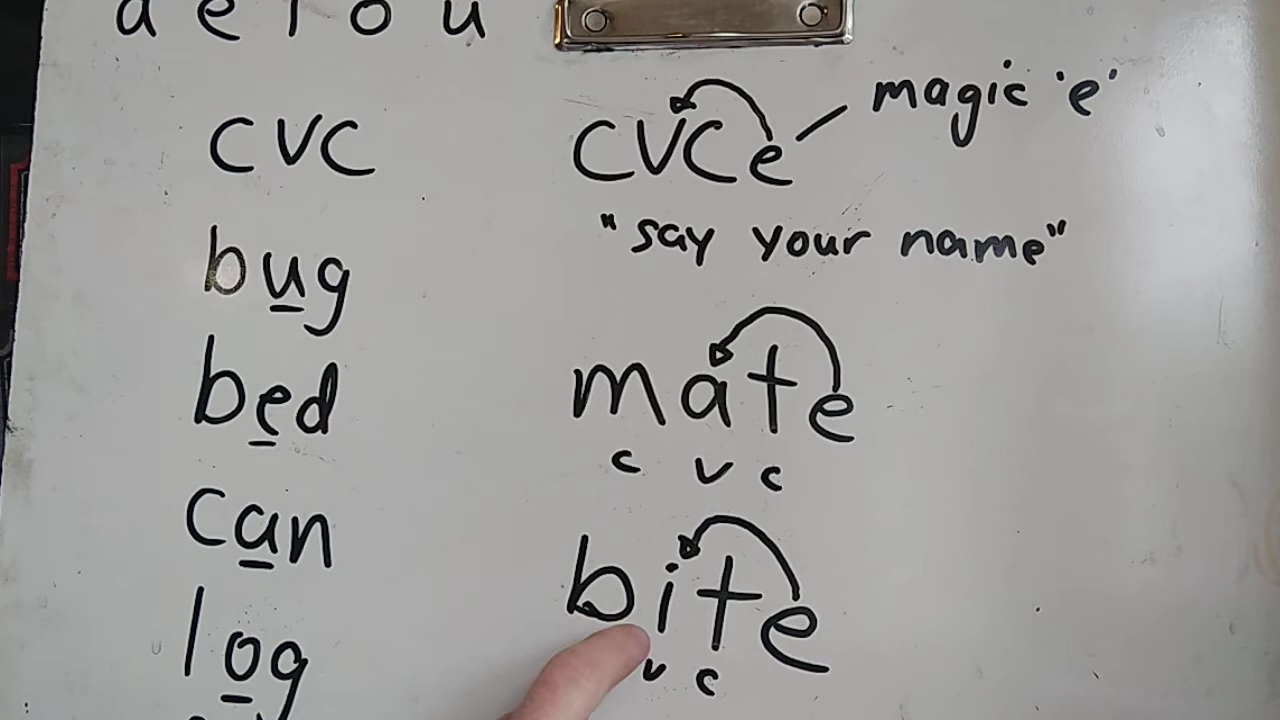 a e i o u
CVC
bug
bed
can
log
CVCe
magic 'e'
"say your name"
mate
c v c
bite
v c